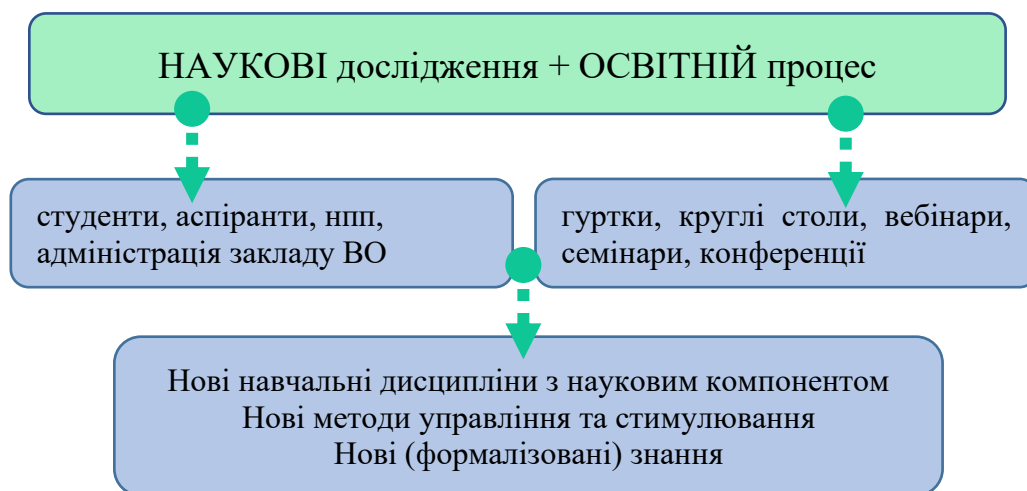 НАУКОВІ дослідження + ОСВІТНІЙ процес
студенти, аспіранти, нпп,
адміністрація закладу ВО
гуртки, круглі столи, вебінари,
семінари, конференції
Нові навчальні дисципліни з науковим компонентом
Нові методи управління та стимулювання
Нові (формалізовані) знання